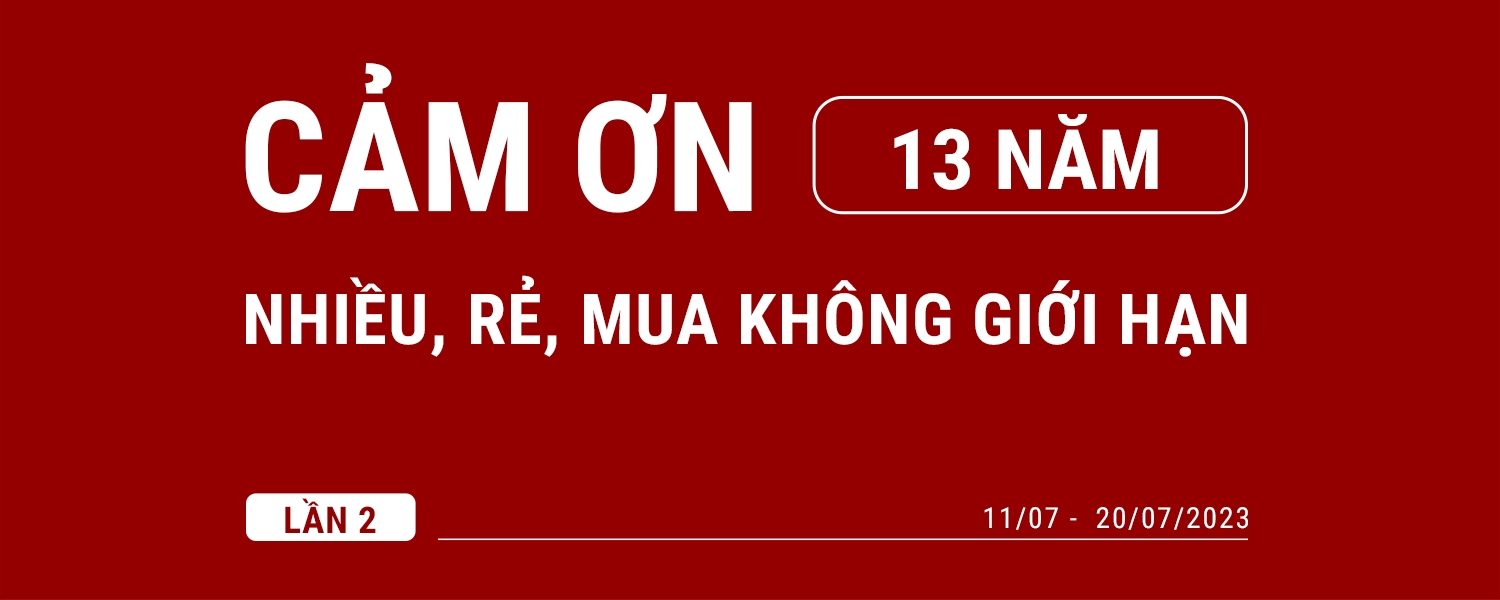 CẢM ƠN 13 NĂM
NHIỀU, RẺ, MUA KHÔNG GIỚI HẠN
LẦN 2
11/07 - 20/07/2023